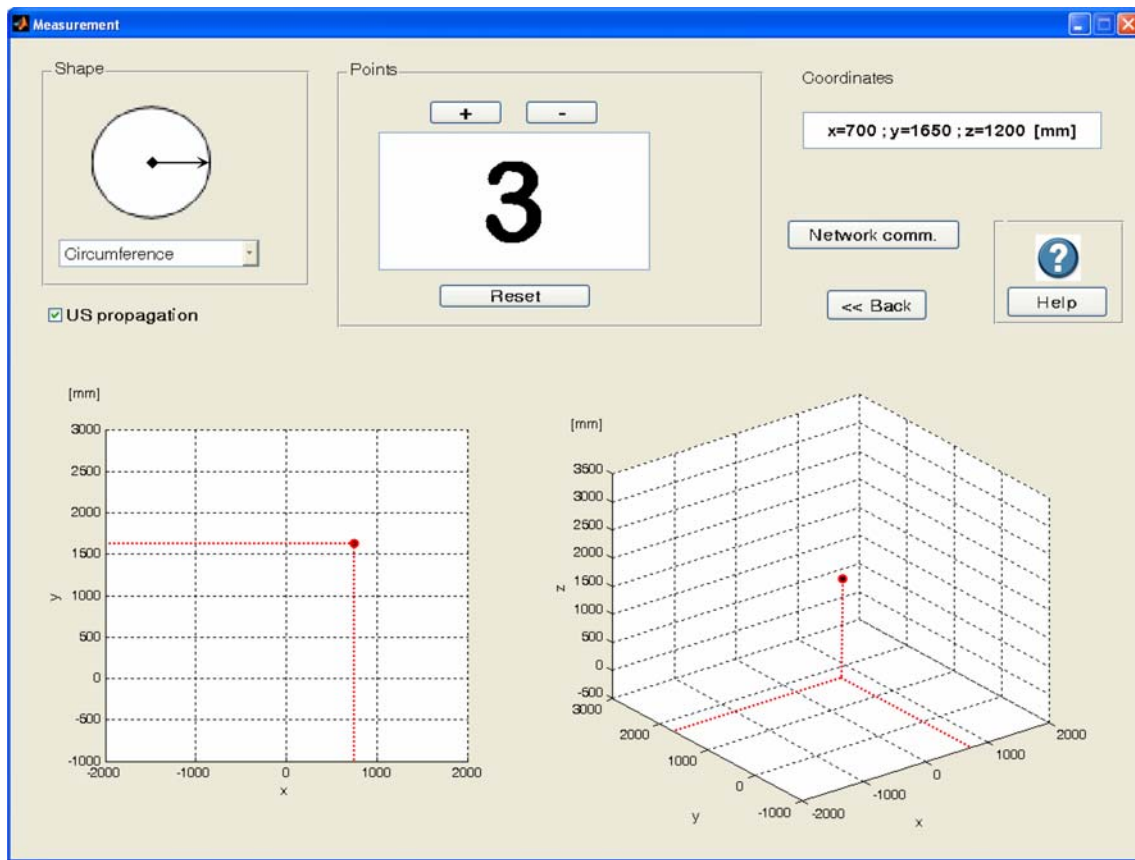 Measurement
Shape
Circumference
US propagation
Points
+ -
3
Reset
Coordinates
x=700 ; y=1650 ; z=1200 [mm]
Network comm.
<< Back
?
Help
[mm]
3000
2500
2000
1500
1000
500
0
-500
-1000
y
-2000 -1000 0 1000 2000
x
[mm]
3500
3000
2500
2000
1500
1000
500
0
-500
z
3000
2000
1000
0
-1000
y
-2000
-1000
0
1000
2000
x